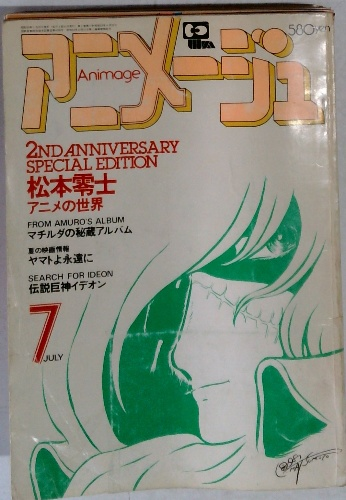 580YEN
アニメージュ
Animage
2ND ANNIVERSARY
SPECIAL EDITION
松本零士
アニメの世界
FROM AMURO'S ALBUM
マチルダの秘蔵アルバム
夏の映画情報
ヤマトよ永遠に
SEARCH FOR IDEON
伝説巨神イデオン
7
JULY